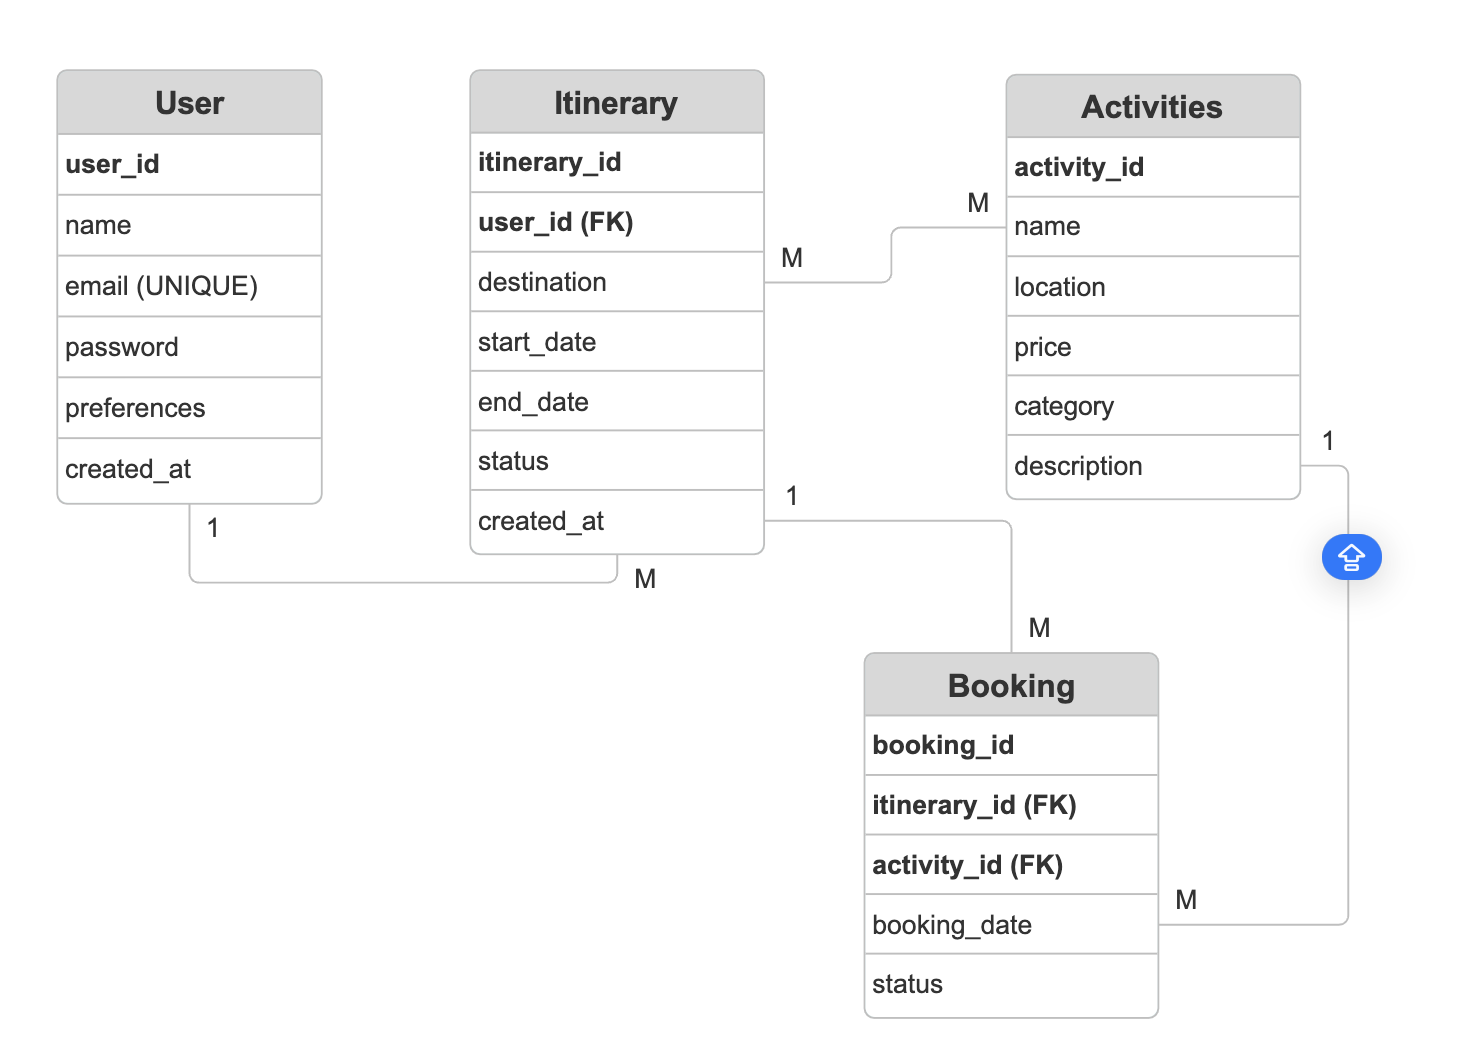 User
user_id
name
email (UNIQUE)
password
preferences
created_at
1
Itinerary
itinerary_id
user_id (FK)
destination
start_date
end_date
status
created_at
M
M
1
Activities
activity_id
name
location
price
category
description
M
1
M
Booking
booking_id
itinerary_id (FK)
activity_id (FK)
booking_date
status
M